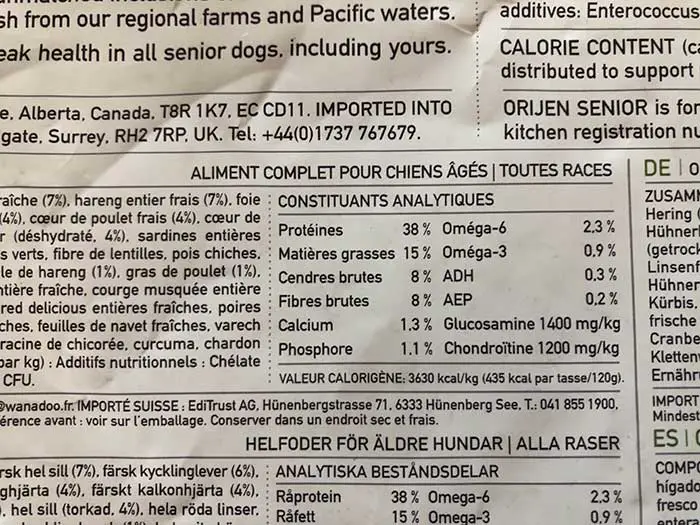 sh from our regional farms and Pacific waters.
eak health in all senior dogs, including yours.
additives: Enterococcus
CALORIE CONTENT (ca
distributed to support
e, Alberta, Canada, T8R 1K7, EC CD11. IMPORTED INTO
gate, Surrey, RH2 7RP, UK. Tel: +44(0)1737 767679.
ORIJEN SENIOR is for
kitchen registration nu
ALIMENT COMPLET POUR CHIENS ÂGÉS | TOUTES RACES
raîche (7%), hareng entier frais (7%), foie
(4%), cœur de poulet frais (4%), cœur de
r (déshydraté, 4%), sardines entières
s verts, fibre de lentilles, pois chiches,
le de hareng (1%), gras de poulet (1%),
ntière fraîche, courge musquée entière
red delicious entières fraîches, poires
ches, feuilles de navet fraîches, varech
racine de chicorée, curcuma, chardon
par kg) : Additifs nutritionnels : Chélate
CFU.
CONSTITUANTS ANALYTIQUES
Protéines 38 % Oméga-6 2,3 %
Matières grasses 15 % Oméga-3 0,9 %
Cendres brutes 8 % ADH 0,3 %
Fibres brutes 8 % AEP 0,2 %
Calcium 1.3 % Glucosamine 1400 mg/kg
Phosphore 1.1 % Chondroïtine 1200 mg/kg
VALEUR CALORIGÈNE: 3630 kcal/kg (435 kcal par tasse/120g).
@wanadoo.fr. IMPORTÉ SUISSE : EdiTrust AG, Hünenbergstrasse 71, 6333 Hünenberg See, T.: 041 855 1900,
érence avant : voir sur l'emballage. Conserver dans un endroit sec et frais.
DE | O
ZUSAMM
Hering (
Hühnerl
(getrock
Linsenf
Hühner
Kürbis,
frische
Cranbe
Kletten
Ernähru
IMPORT
Mindest
HELFODER FÖR ÄLDRE HUNDAR | ALLA RASER
rsk hel sill (7%), färsk kycklinglever (6%),
ghjärta (4%), färskt kalkonhjärta (4%),
), hel sill (torkad, 4%), hela röda linser,
ANALYTISKA BESTÅNDSDELAR
Råprotein 38 % Omega-6 2,3 %
Råfett 15 % Omega-3 0,9 %
ES | C
COMPO
hígado
fresco